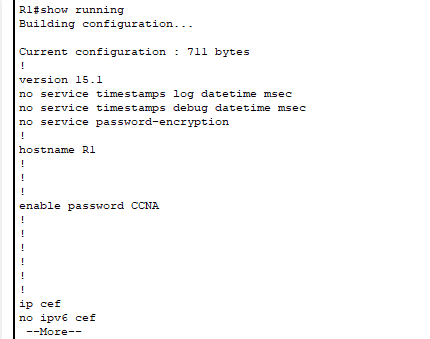 R1#show running
Building configuration...
Current configuration : 711 bytes
!
version 15.1
no service timestamps log datetime msec
no service timestamps debug datetime msec
no service password-encryption
!
hostname R1
!
!
!
enable password CCNA
!
!
!
!
!
!
ip cef
no ipv6 cef
--More--